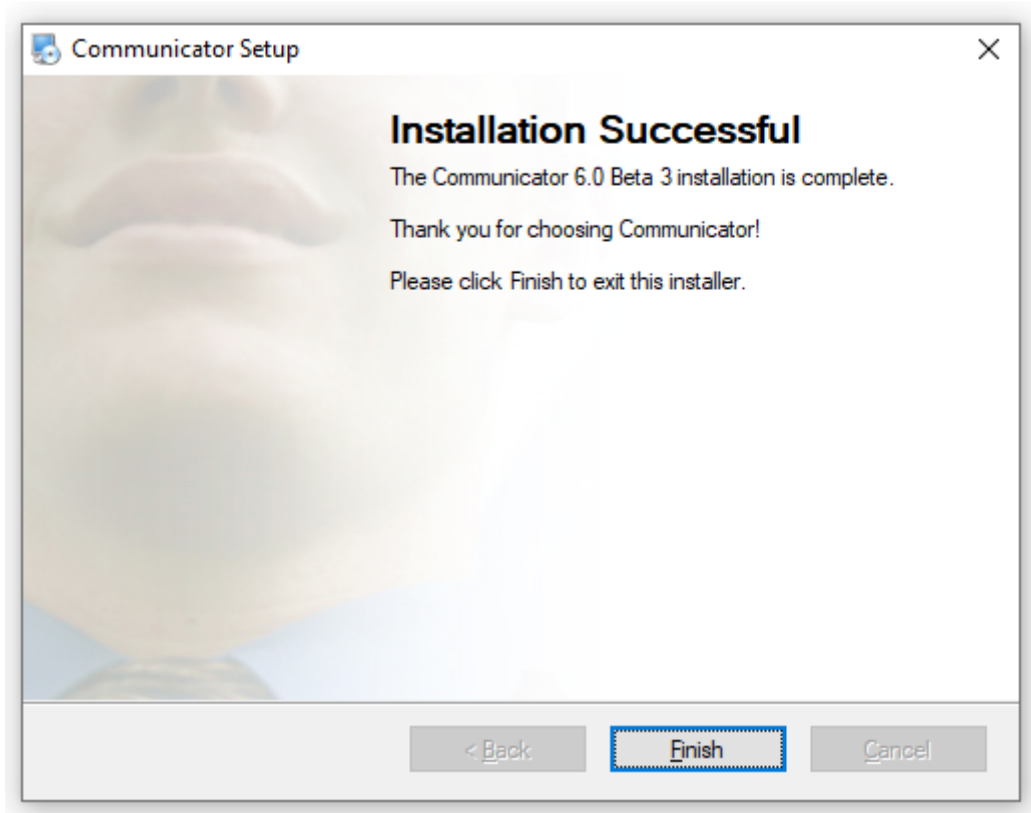 Communicator Setup
Installation Successful
The Communicator 6.0 Beta 3 installation is complete.
Thank you for choosing Communicator!
Please click Finish to exit this installer.
< Back
Finish
Cancel